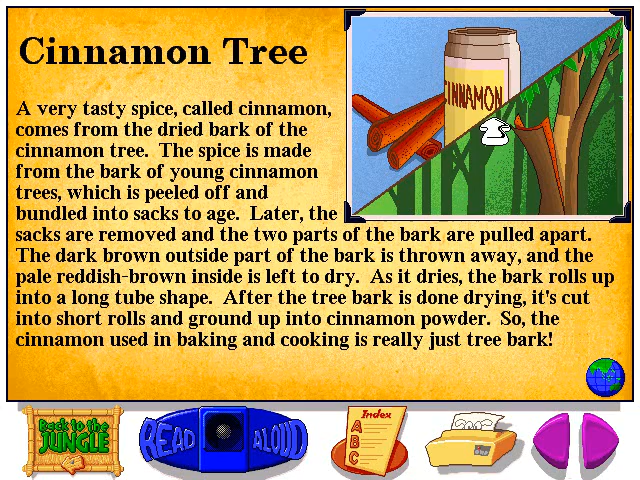 Cinnamon Tree
A very tasty spice, called cinnamon,
comes from the dried bark of the
cinnamon tree. The spice is made
from the bark of young cinnamon
trees, which is peeled off and
bundled into sacks to age. Later, the
sacks are removed and the two parts of the bark are pulled apart.
The dark brown outside part of the bark is thrown away, and the
pale reddish-brown inside is left to dry. As it dries, the bark rolls up
into a long tube shape. After the tree bark is done drying, it's cut
into short rolls and ground up into cinnamon powder. So, the
cinnamon used in baking and cooking is really just tree bark!
CINNAMON
Back to the
JUNGLE
READ ALOUD
Index
A
B
C